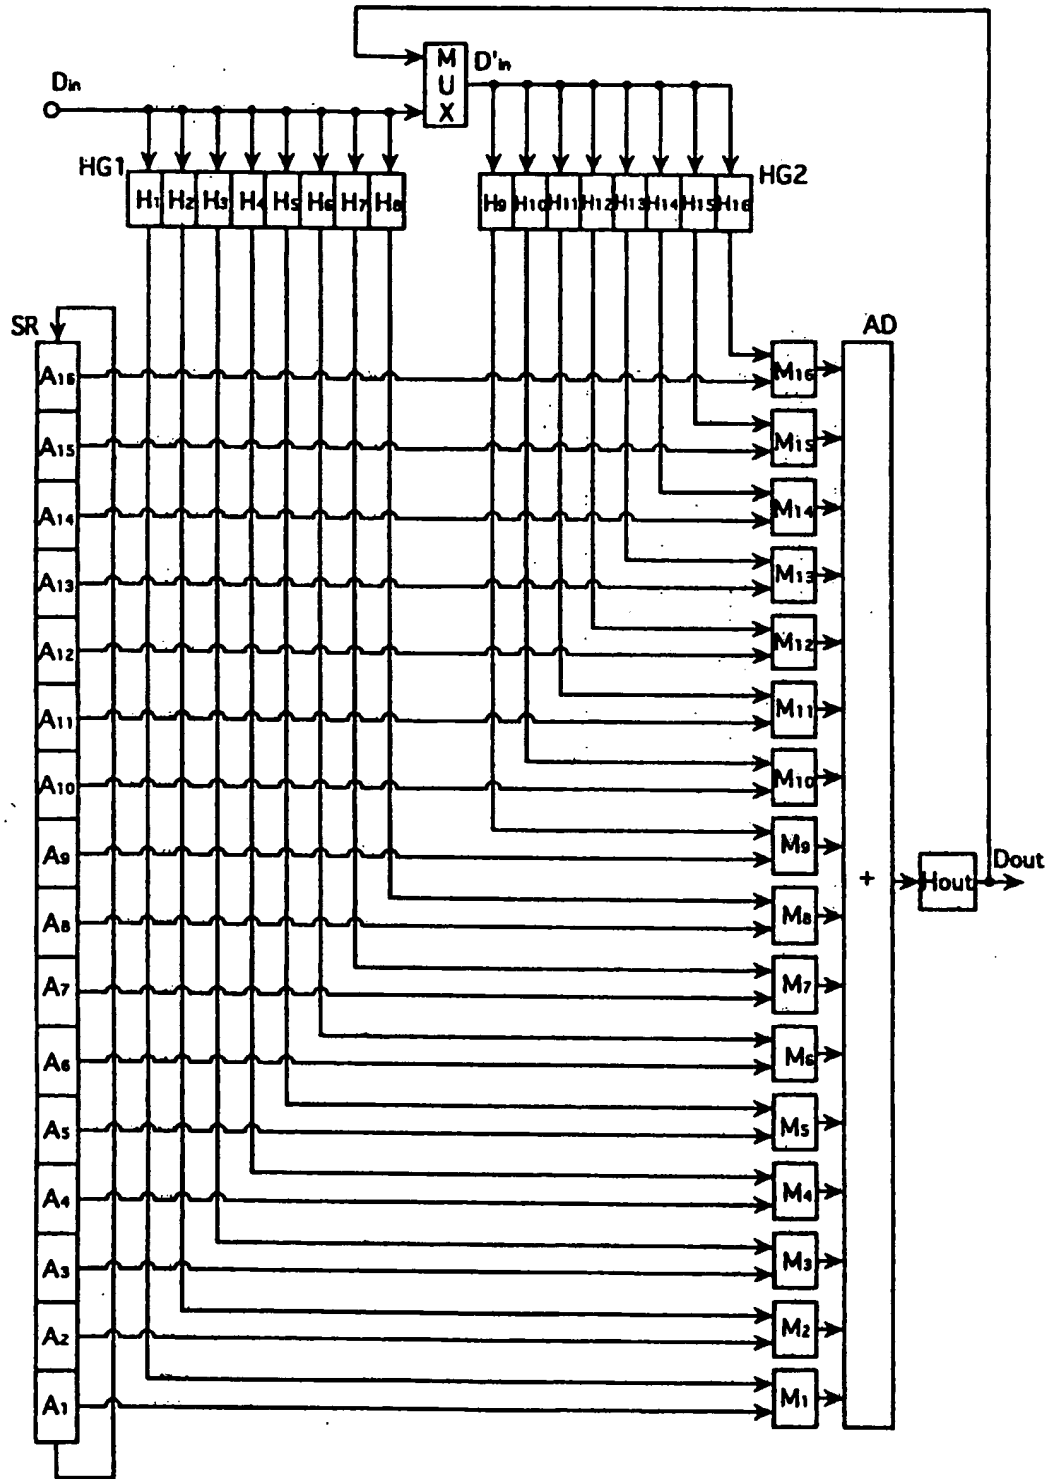 Din
MUX
D'in
HG1
H1 H2 H3 H4 H5 H6 H7 H8
H9 H10 H11 H12 H13 H14 H15 H16
HG2
SR
AD
A16
M16
A15
M15
A14
M14
A13
M13
A12
M12
A11
M11
A10
M10
A9
M9
+
Hout
Dout
A8
M8
A7
M7
A6
M6
A5
M5
A4
M4
A3
M3
A2
M2
A1
M1